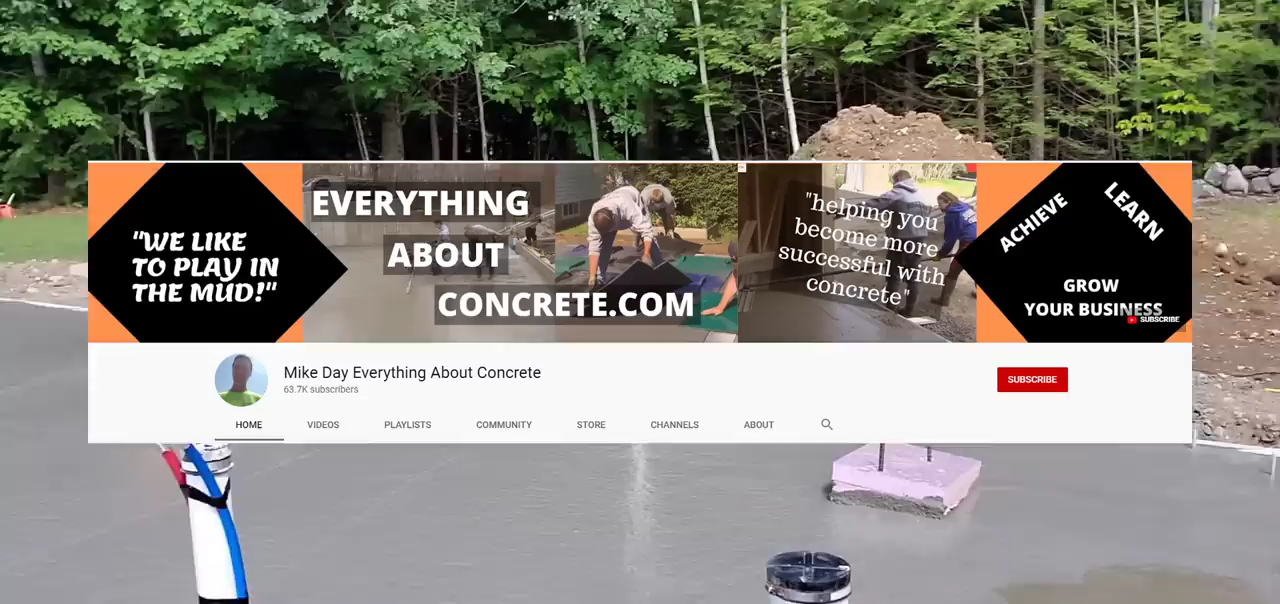 "WE LIKE
TO PLAY IN
THE MUD!"
EVERYTHING
ABOUT
CONCRETE.COM
"helping you
become more
successful with
concrete"
ACHIEVE
LEARN
GROW
YOUR BUSINESS
SUBSCRIBE
Mike Day Everything About Concrete
63.7K subscribers
SUBSCRIBE
HOME VIDEOS PLAYLISTS COMMUNITY STORE CHANNELS ABOUT